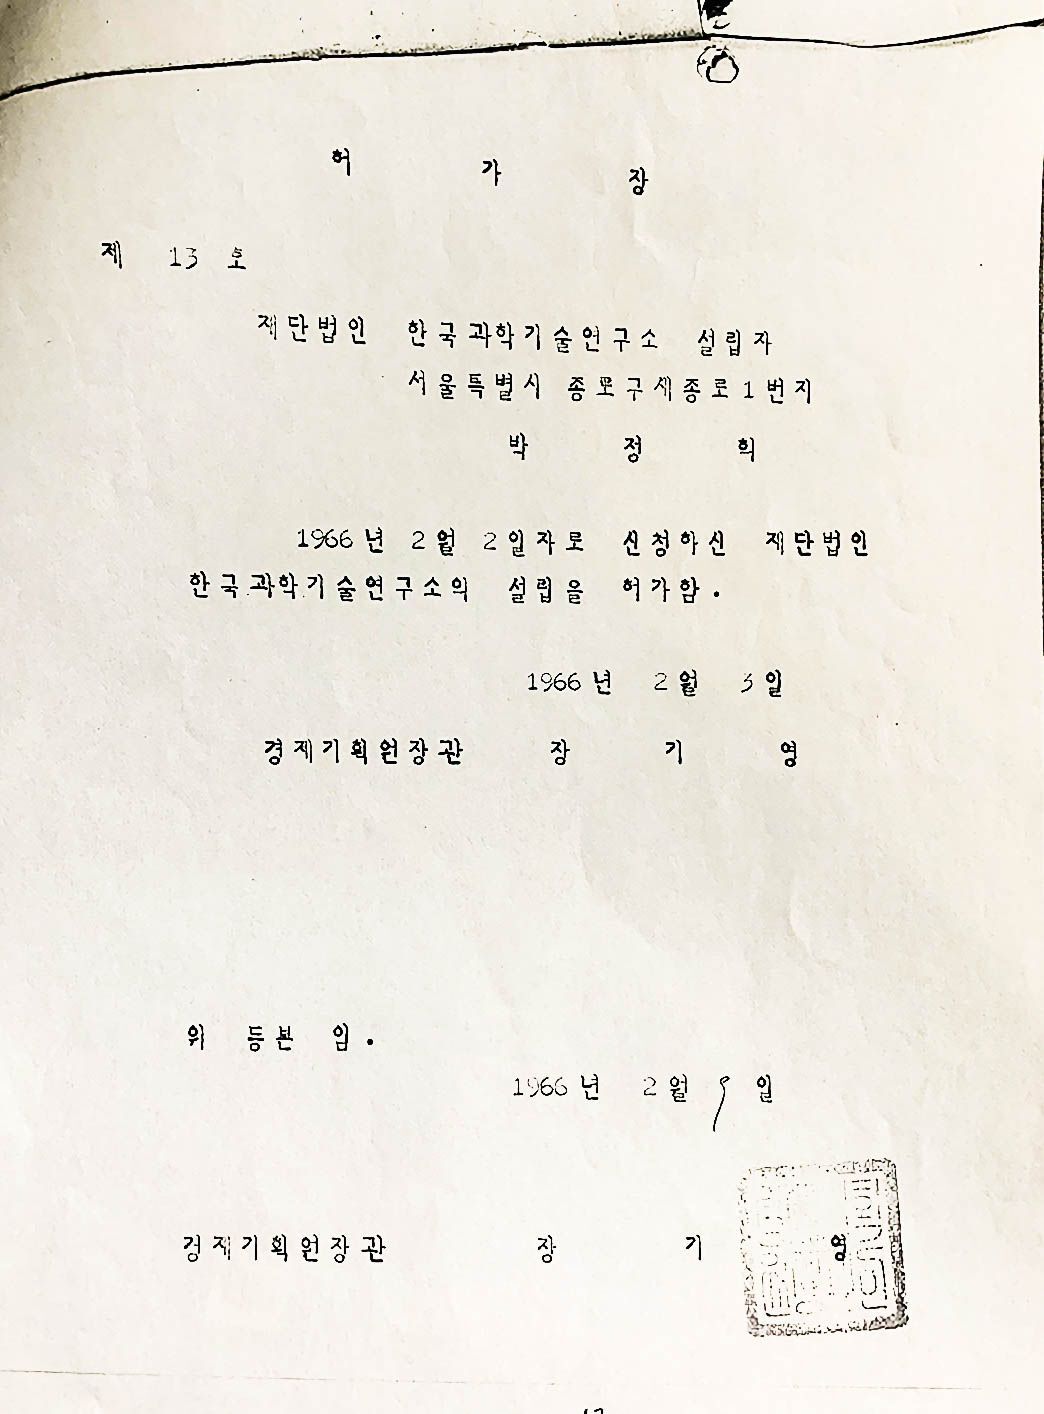 허 가 장
제 13 호
재단법인 한국과학기술연구소 설립자
서울특별시 종로구세종로1번지
박 정 희
1966년 2월 2일자로 신청하신 재단법인
한국과학기술연구소의 설립을 허가함.
1966년 2월 3일
경제기획원장관 장 기 영
위 등본 임.
1966년 2월 9일
경제기획원장관 장 기 영